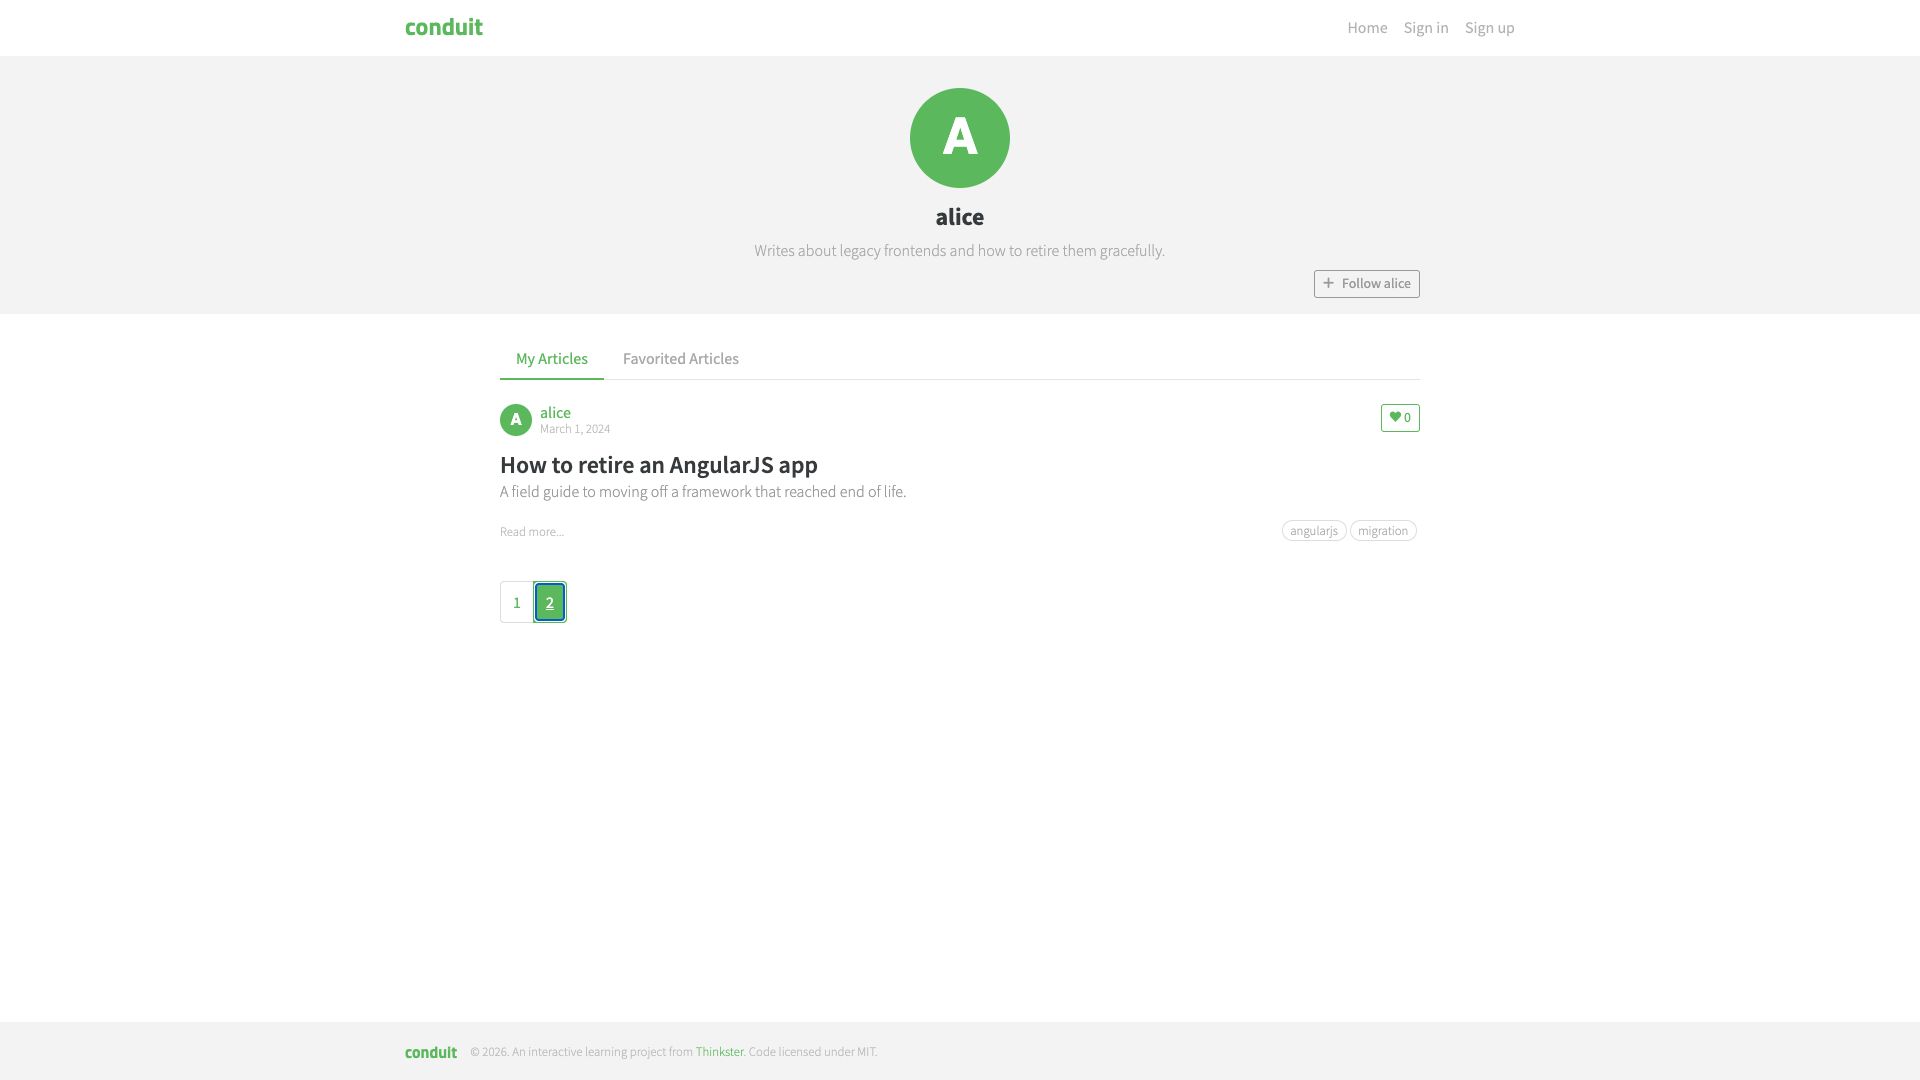 conduit
Home Sign in Sign up
A
alice
Writes about legacy frontends and how to retire them gracefully.
+ Follow alice
My Articles Favorited Articles
A
alice
March 1, 2024
0
How to retire an AngularJS app
A field guide to moving off a framework that reached end of life.
Read more...
angularjs migration
1 2
conduit © 2026. An interactive learning project from Thinkster. Code licensed under MIT.